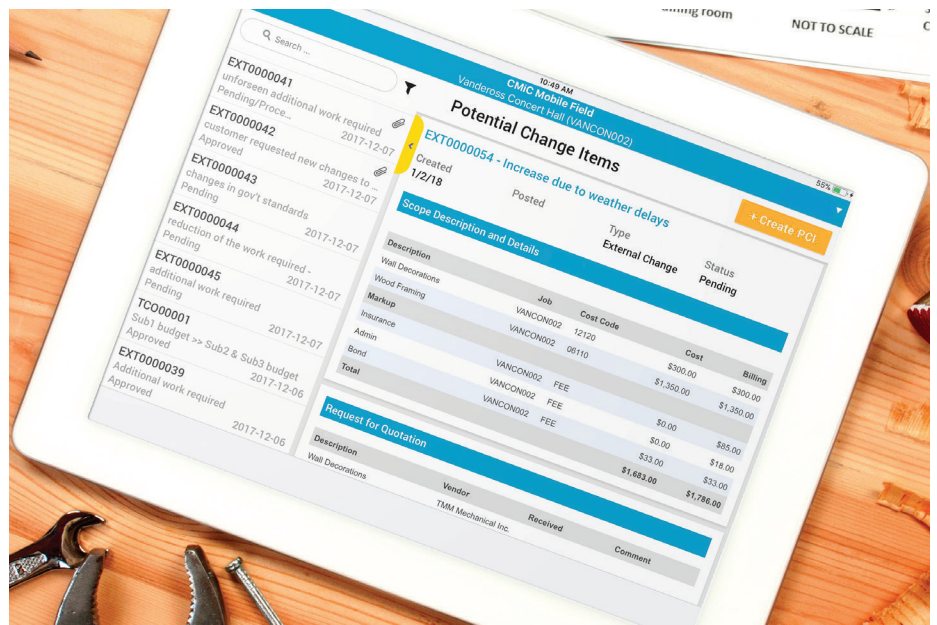 dining room
NOT TO SCALE
10:49 AM
55%
CMiC Mobile Field
Vandeross Concert Hall (VANCON002)
Search ...
EXT0000041
unforseen additional work required
Pending/Proce...
2017-12-07
EXT0000042
customer requested new changes to ...
Approved
2017-12-07
EXT0000043
changes in gov't standards
Pending
2017-12-07
EXT0000044
reduction of the work required -
Pending
2017-12-07
EXT0000045
additional work required
Pending
2017-12-07
TCO00001
Sub1 budget >> Sub2 & Sub3 budget
Approved
2017-12-06
EXT0000039
Additional work required
Approved
2017-12-06
Potential Change Items
+ Create PCI
EXT0000054 - Increase due to weather delays
Created Posted Type Status
1/2/18 External Change Pending
Scope Description and Details
Description Job Cost Code Cost Billing
Wall Decorations VANCON002 12120 $300.00 $300.00
Wood Framing VANCON002 06110 $1,350.00 $1,350.00
Markup
Insurance VANCON002 FEE $0.00 $85.00
Admin VANCON002 FEE $0.00 $18.00
Bond VANCON002 FEE $33.00 $33.00
Total $1,683.00 $1,786.00
Request for Quotation
Description Vendor Received Comment
Wall Decorations TMM Mechanical Inc.